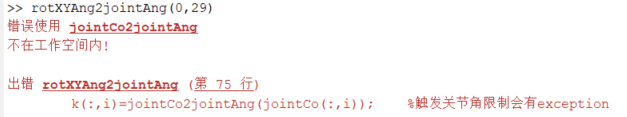 >> rotXYAng2jointAng(0,29)
错误使用 jointCo2jointAng
不在工作空间内!
出错 rotXYAng2jointAng (第 75 行)
k(:,i)=jointCo2jointAng(jointCo(:,i)); %触发关节角限制会有exception